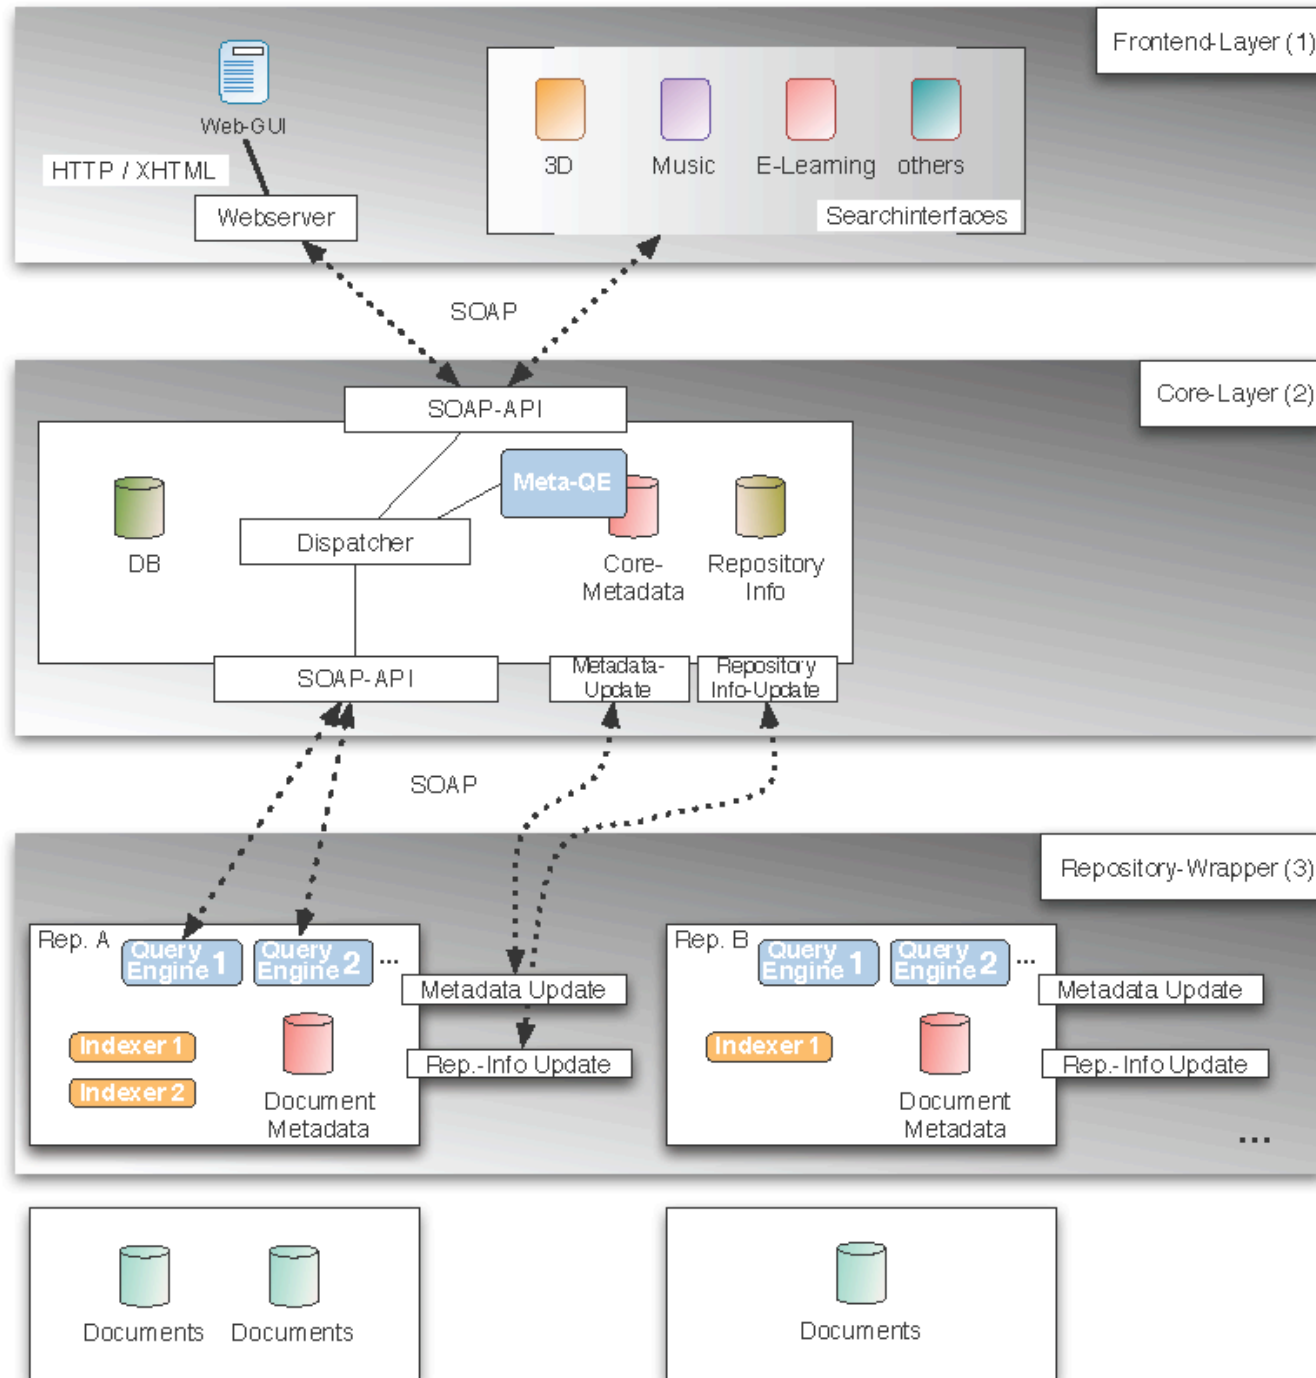 Frontend-Layer (1)
Web-GUI
HTTP / XHTML
Webserver
3D
Music
E-Learning
others
Searchinterfaces
SOAP
Core-Layer (2)
SOAP-API
Meta-QE
Dispatcher
DB
Core-
Metadata
Repository
Info
SOAP-API
Metadata-
Update
Repository
Info-Update
SOAP
Repository-Wrapper (3)
Rep. A
Query
Engine 1
Query
Engine 2
...
Metadata Update
Indexer 1
Indexer 2
Rep.-Info Update
Document
Metadata
Rep. B
Query
Engine 1
Query
Engine 2
...
Metadata Update
Indexer 1
Rep.-Info Update
Document
Metadata
...
Documents
Documents
Documents